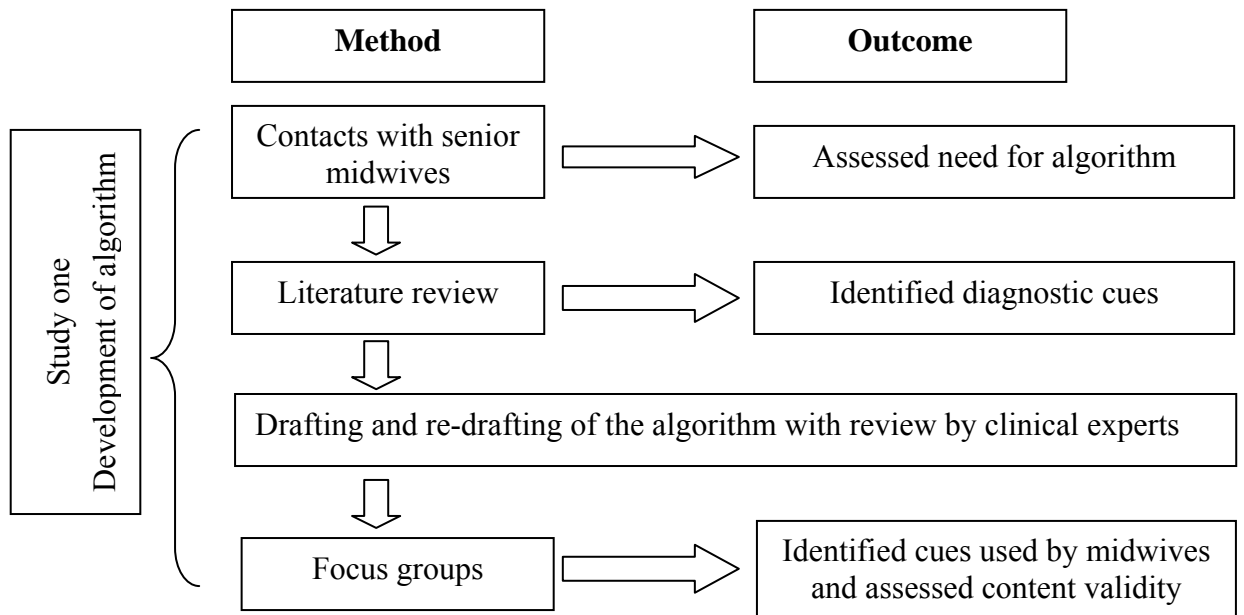 Method
Outcome
Study one
Development of algorithm
Contacts with senior
midwives
Assessed need for algorithm
Literature review
Identified diagnostic cues
Drafting and re-drafting of the algorithm with review by clinical experts
Focus groups
Identified cues used by midwives
and assessed content validity